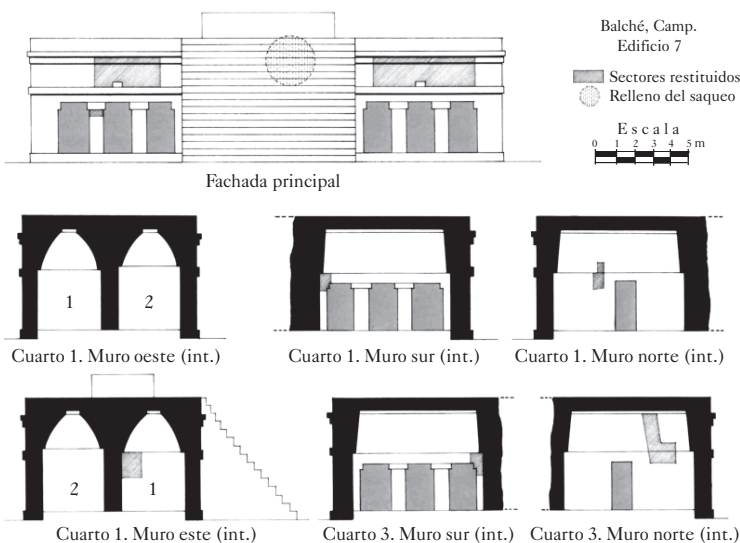 Balché, Camp.
Edificio 7
Sectores restituidos
Relleno del saqueo
Escala
0 1 2 3 4 5 m
Fachada principal
1 2
Cuarto 1. Muro oeste (int.)
Cuarto 1. Muro sur (int.)
Cuarto 1. Muro norte (int.)
2 1
Cuarto 1. Muro este (int.)
Cuarto 3. Muro sur (int.)
Cuarto 3. Muro norte (int.)